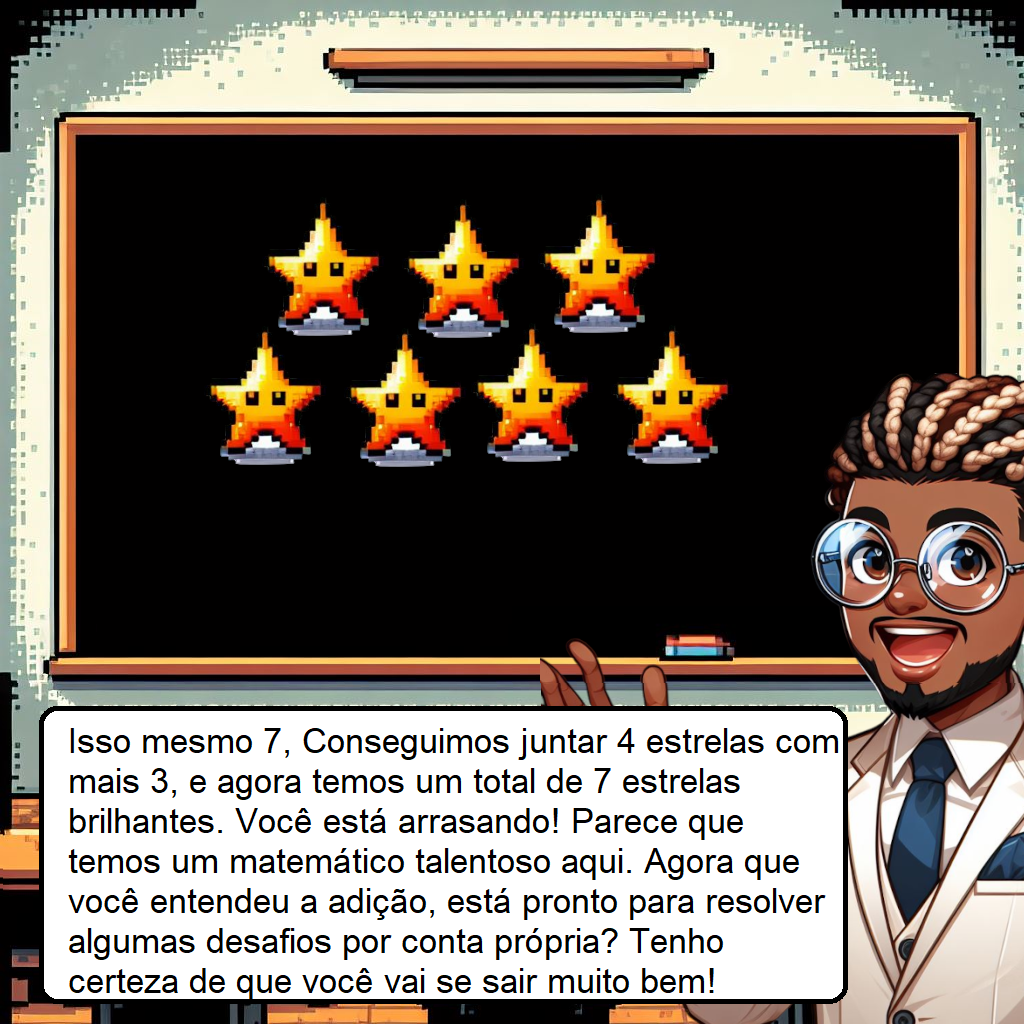 Isso mesmo 7, Conseguimos juntar 4 estrelas com
mais 3, e agora temos um total de 7 estrelas
brilhantes. Você está arrasando! Parece que
temos um matemático talentoso aqui. Agora que
você entendeu a adição, está pronto para resolver
algumas desafios por conta própria? Tenho
certeza de que você vai se sair muito bem!